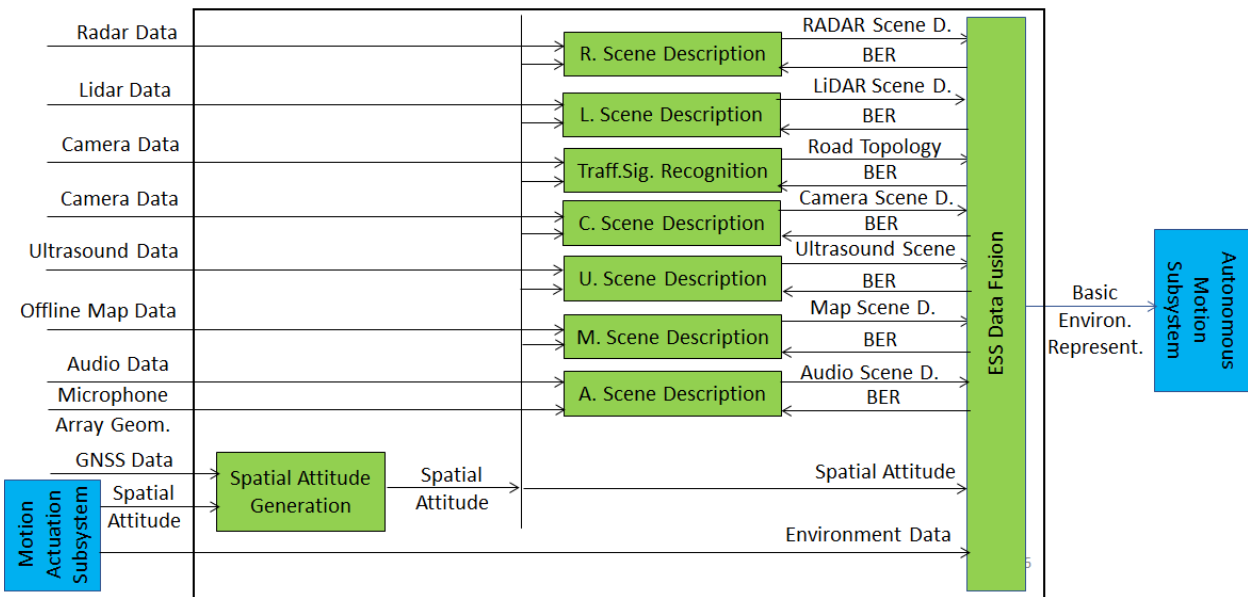 Radar Data
R. Scene Description
RADAR Scene D.
BER
Lidar Data
L. Scene Description
LiDAR Scene D.
BER
Camera Data
Traff.Sig. Recognition
Road Topology
BER
Camera Data
C. Scene Description
Camera Scene D.
BER
Ultrasound Data
U. Scene Description
Ultrasound Scene
BER
Offline Map Data
M. Scene Description
Map Scene D.
BER
Audio Data
Microphone
Array Geom.
A. Scene Description
Audio Scene D.
BER
GNSS Data
Spatial
Attitude
Motion
Actuation
Subsystem
Spatial Attitude
Generation
Spatial
Attitude
Spatial Attitude
Environment Data
ESS Data Fusion
5
Basic
Environ.
Represent.
Autonomous
Motion
Subsystem